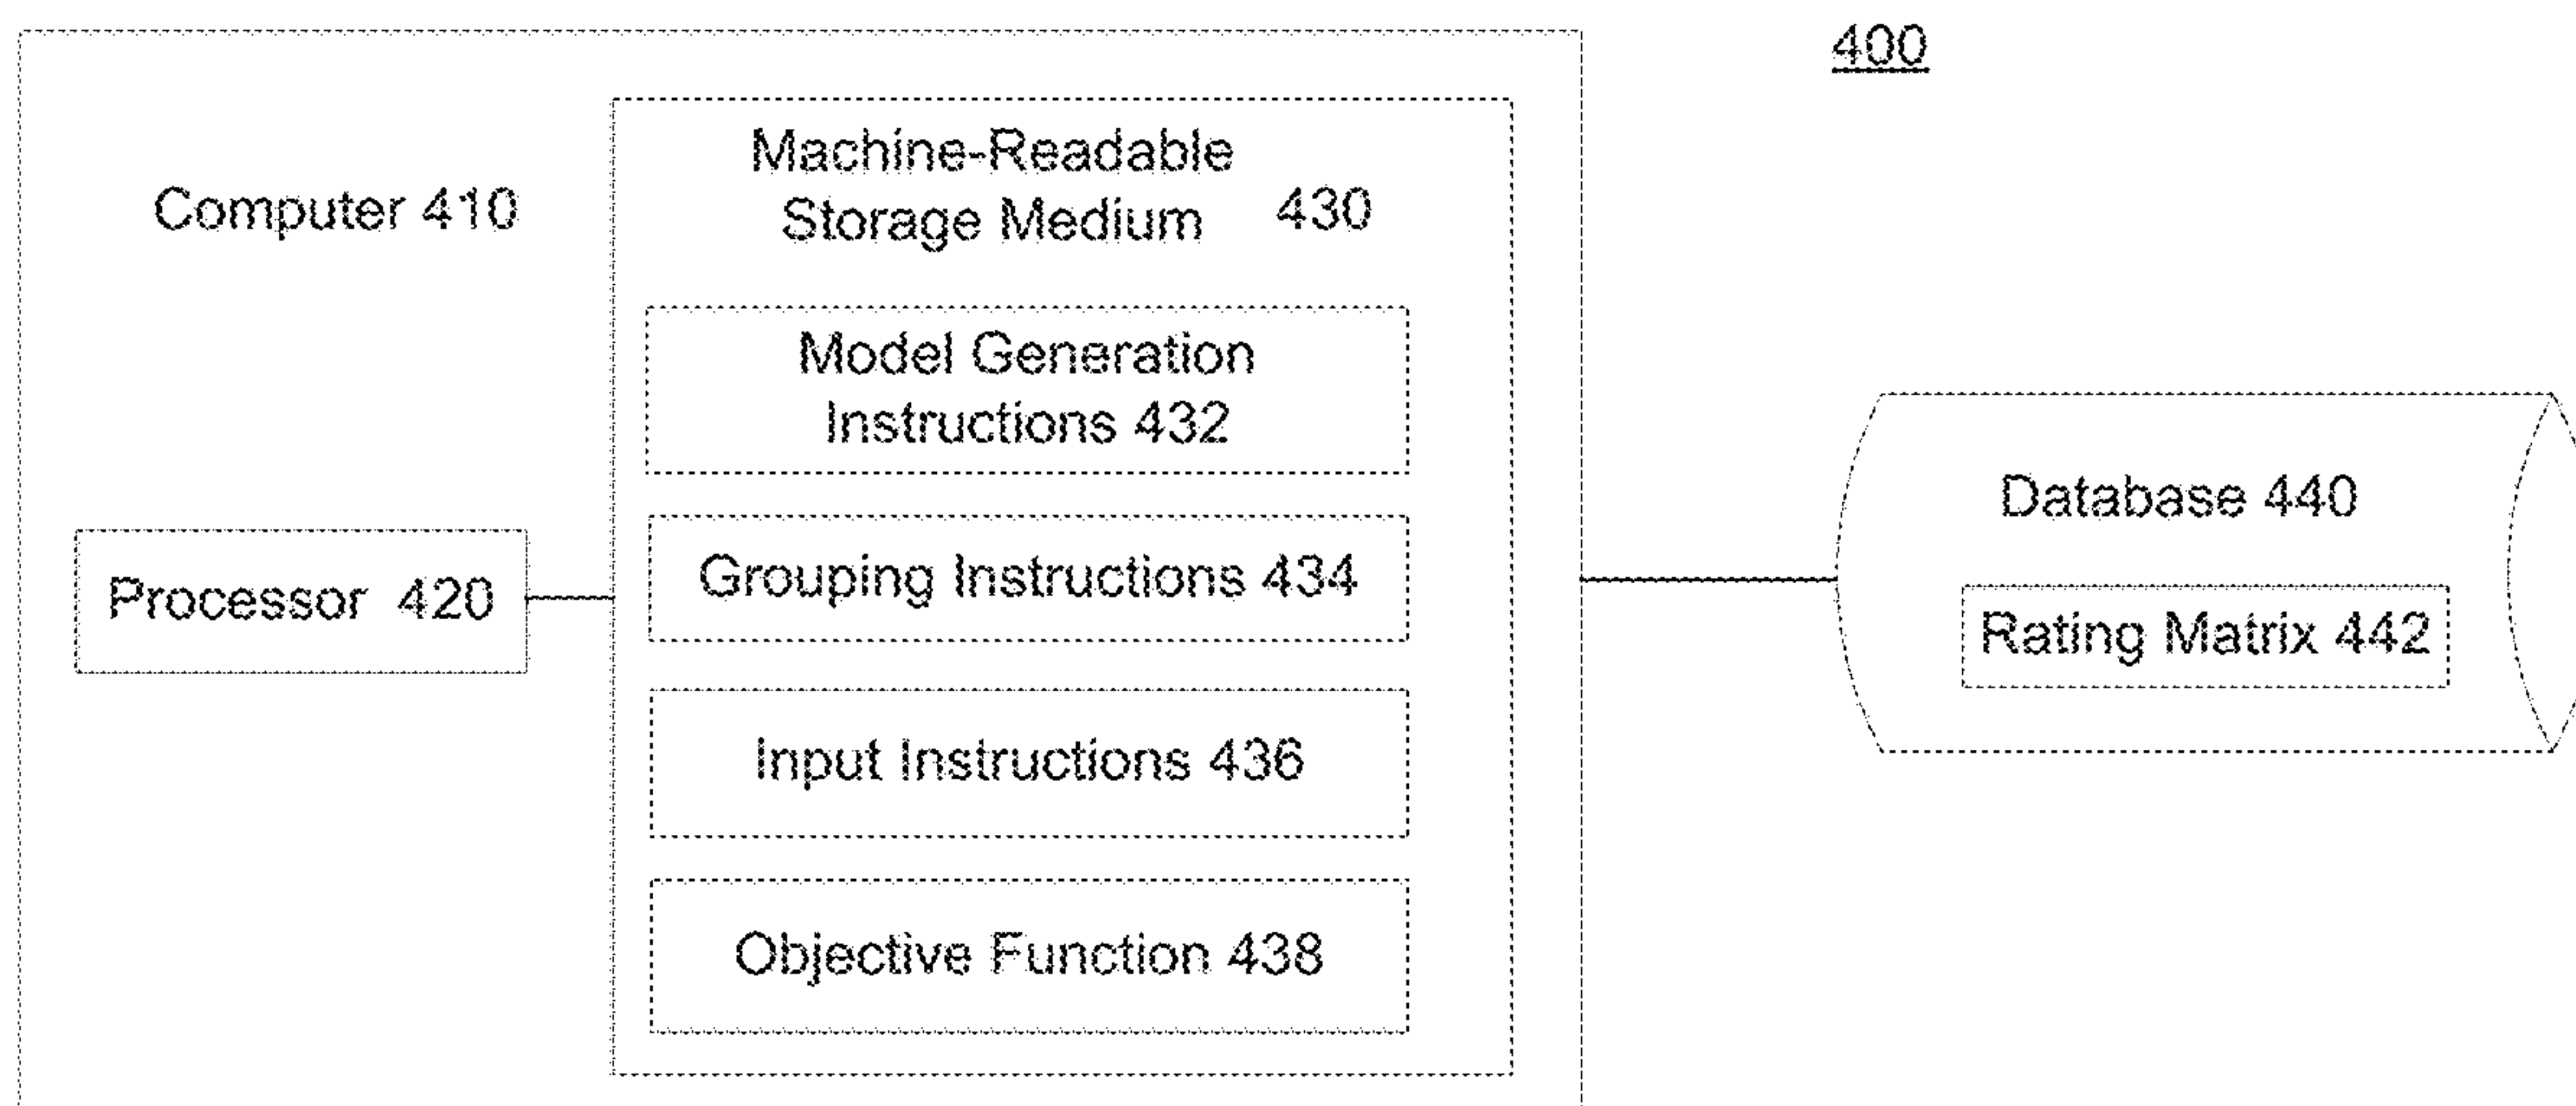 400
Computer 410
Machine-Readable
Storage Medium 430
Model Generation
Instructions 432
Grouping Instructions 434
Processor 420
Input Instructions 436
Objective Function 438
Database 440
Rating Matrix 442